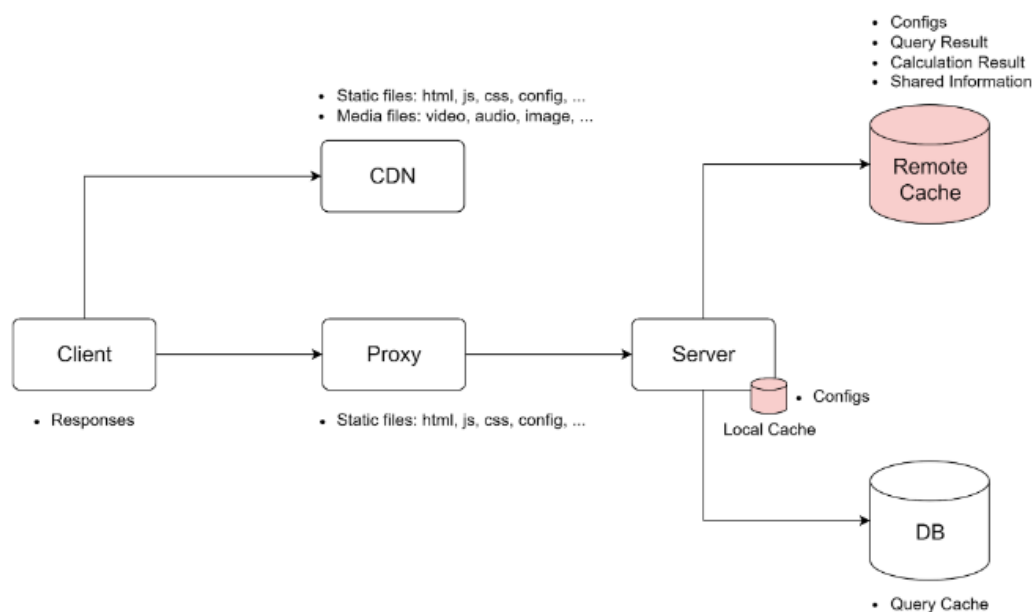 • Configs
• Query Result
• Calculation Result
• Shared Information
• Static files: html, js, css, config, ...
• Media files: video, audio, image, ...
CDN
Remote
Cache
Client
Proxy
Server
• Responses
• Static files: html, js, css, config, ...
• Configs
Local Cache
DB
• Query Cache